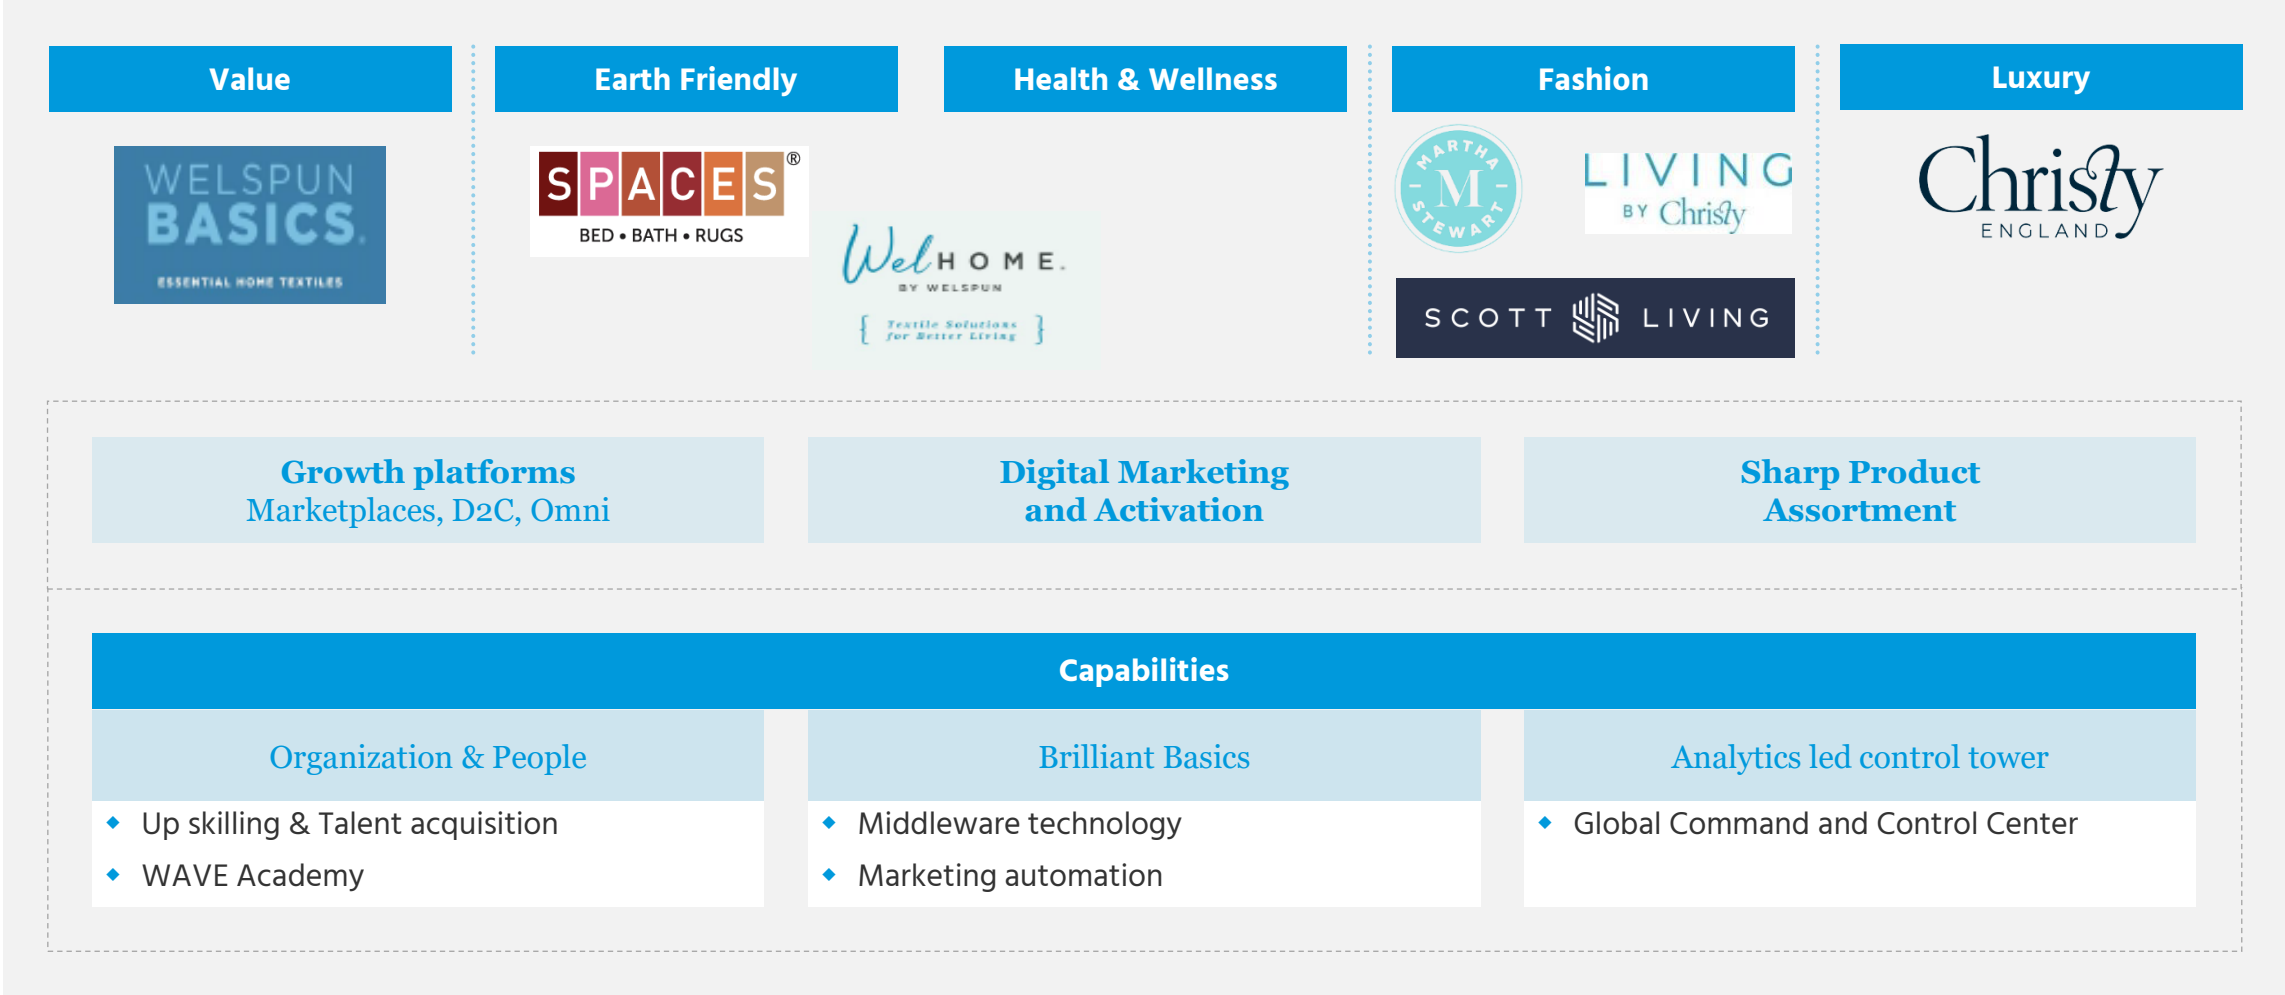 Value
Earth Friendly
Health & Wellness
Fashion
Luxury
WELSPUN
BASICS.
ESSENTIAL HOME TEXTILES
SPACES®
BED • BATH • RUGS
WelHOME.
BY WELSPUN
{ Textile Solutions
for Better Living }
MARTHA
M
STEWART
LIVING
BY Christy
SCOTT LIVING
Christy
ENGLAND
Growth platforms
Marketplaces, D2C, Omni
Digital Marketing
and Activation
Sharp Product
Assortment
Capabilities
Organization & People
◆ Up skilling & Talent acquisition
◆ WAVE Academy
Brilliant Basics
◆ Middleware technology
◆ Marketing automation
Analytics led control tower
◆ Global Command and Control Center